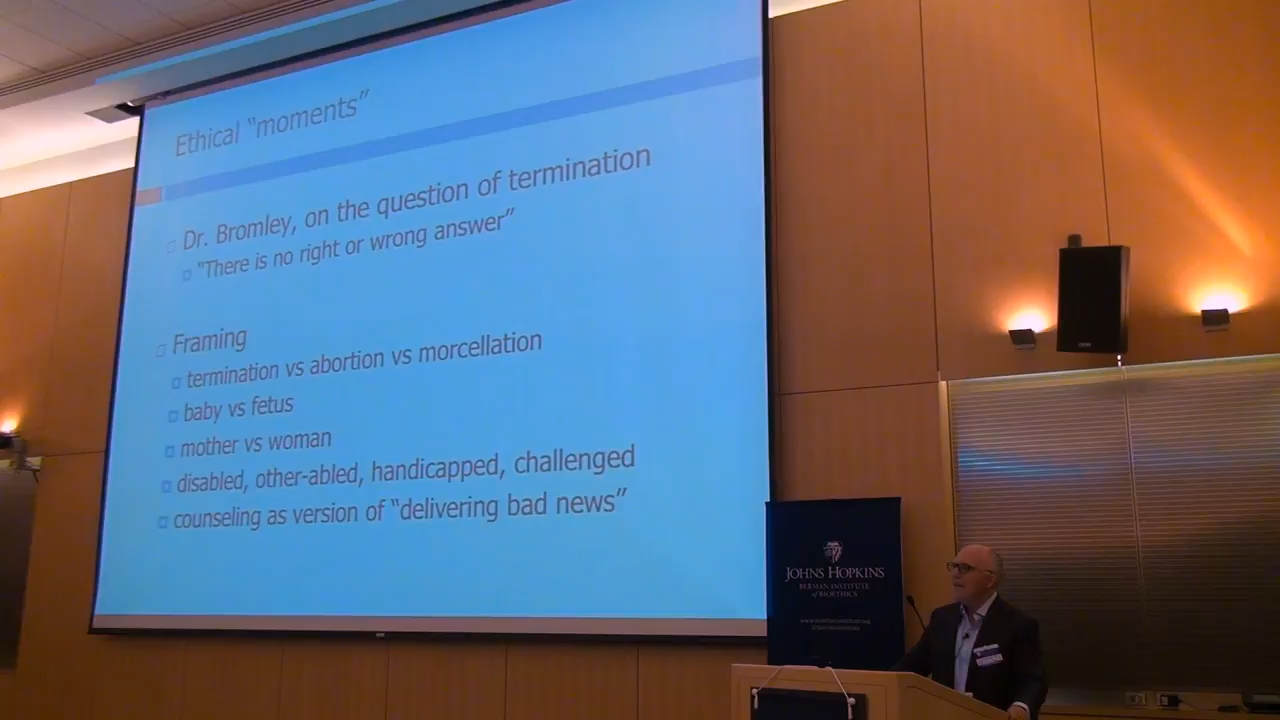 Ethical “moments”
Dr. Bromley, on the question of termination
“There is no right or wrong answer”
Framing
termination vs abortion vs morcellation
baby vs fetus
mother vs woman
disabled, other-abled, handicapped, challenged
counseling as version of “delivering bad news”
JOHNS HOPKINS
BERMAN INSTITUTE
of BIOETHICS